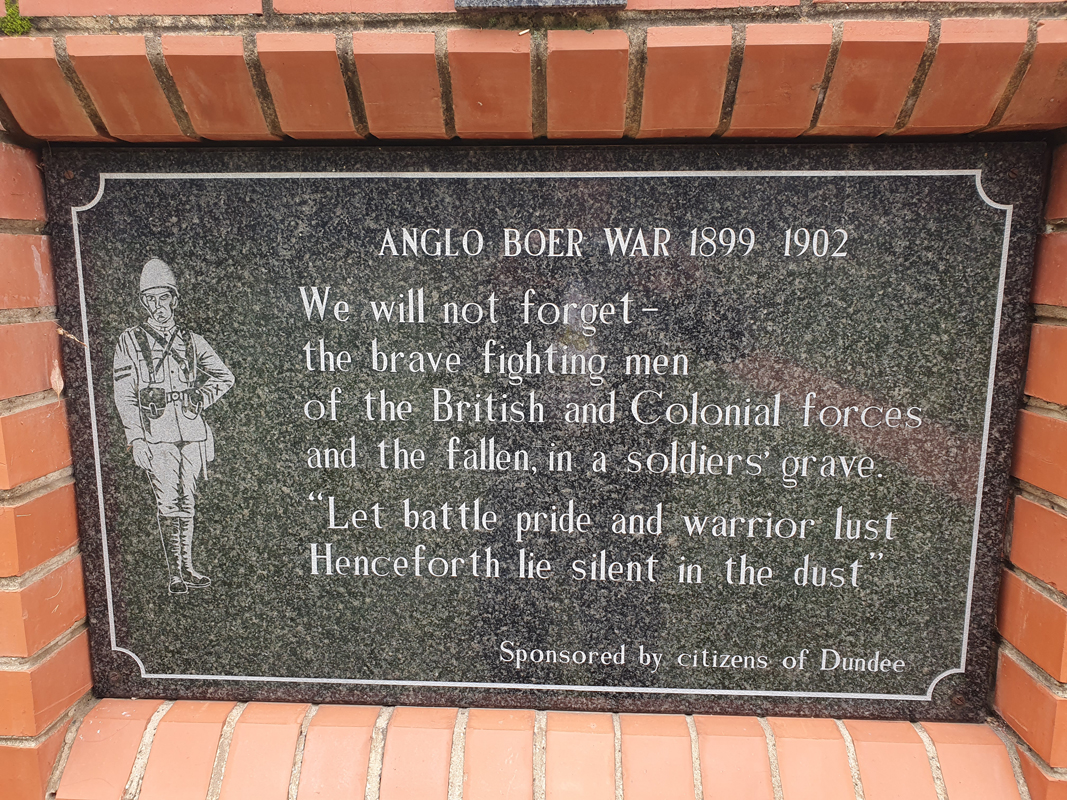 ANGLO BOER WAR 1899 1902
We will not forget –
the brave fighting men
of the British and Colonial forces
and the fallen, in a soldiers' grave.
“Let battle pride and warrior lust
Henceforth lie silent in the dust”
Sponsored by citizens of Dundee